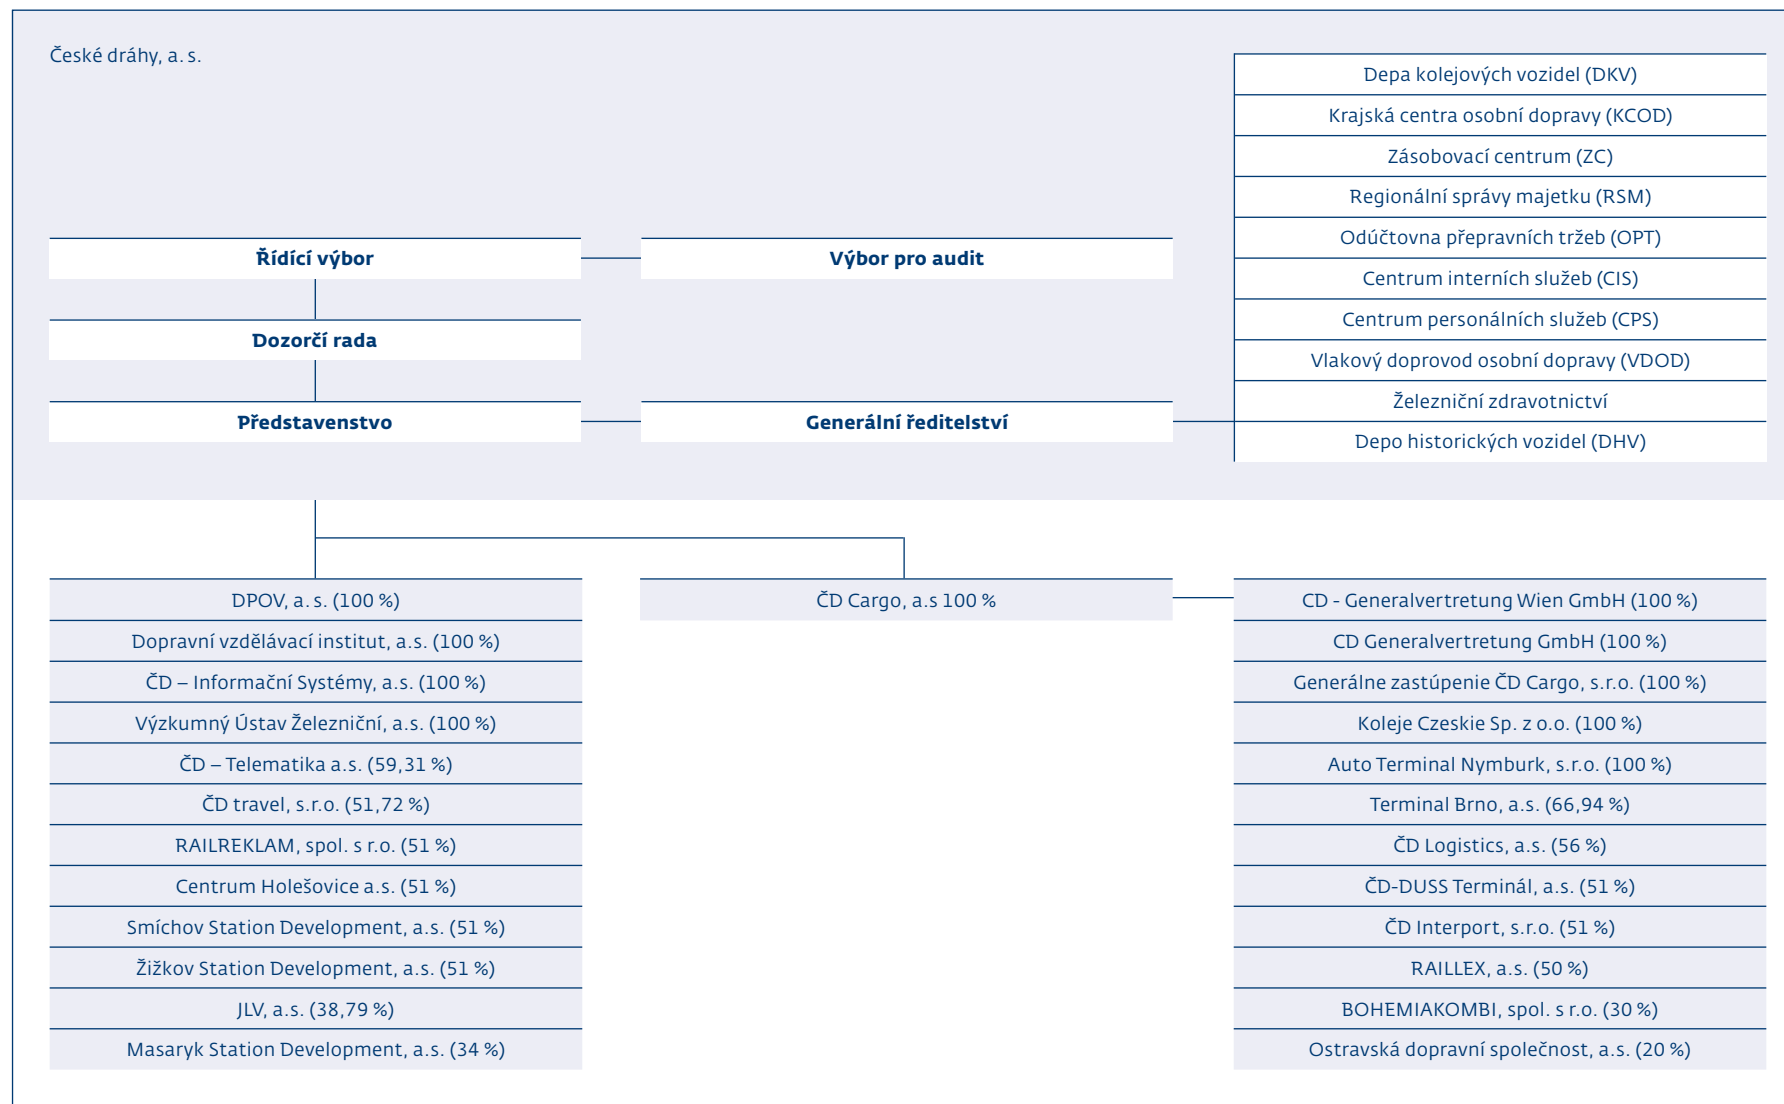 České dráhy, a. s.
Depa kolejových vozidel (DKV)
Krajská centra osobní dopravy (KCOD)
Zásobovací centrum (ZC)
Regionální správy majetku (RSM)
Odúčtovna přepravních tržeb (OPT)
Centrum interních služeb (CIS)
Centrum personálních služeb (CPS)
Vlakový doprovod osobní dopravy (VDOD)
Železniční zdravotnictví
Depo historických vozidel (DHV)
Řídící výbor
Výbor pro audit
Dozorčí rada
Představenstvo
Generální ředitelství
DPOV, a. s. (100 %)
Dopravní vzdělávací institut, a.s. (100 %)
ČD – Informační Systémy, a.s. (100 %)
Výzkumný Ústav Železniční, a.s. (100 %)
ČD – Telematika a.s. (59,31 %)
ČD travel, s.r.o. (51,72 %)
RAILREKLAM, spol. s r.o. (51 %)
Centrum Holešovice a.s. (51 %)
Smíchov Station Development, a.s. (51 %)
Žižkov Station Development, a.s. (51 %)
JLV, a.s. (38,79 %)
Masaryk Station Development, a.s. (34 %)
ČD Cargo, a.s 100 %
CD - Generalvertretung Wien GmbH (100 %)
CD Generalvertretung GmbH (100 %)
Generálne zastúpenie ČD Cargo, s.r.o. (100 %)
Koleje Czeskie Sp. z o.o. (100 %)
Auto Terminal Nymburk, s.r.o. (100 %)
Terminal Brno, a.s. (66,94 %)
ČD Logistics, a.s. (56 %)
ČD-DUSS Terminál, a.s. (51 %)
ČD Interport, s.r.o. (51 %)
RAILLEX, a.s. (50 %)
BOHEMIAKOMBI, spol. s r.o. (30 %)
Ostravská dopravní společnost, a.s. (20 %)